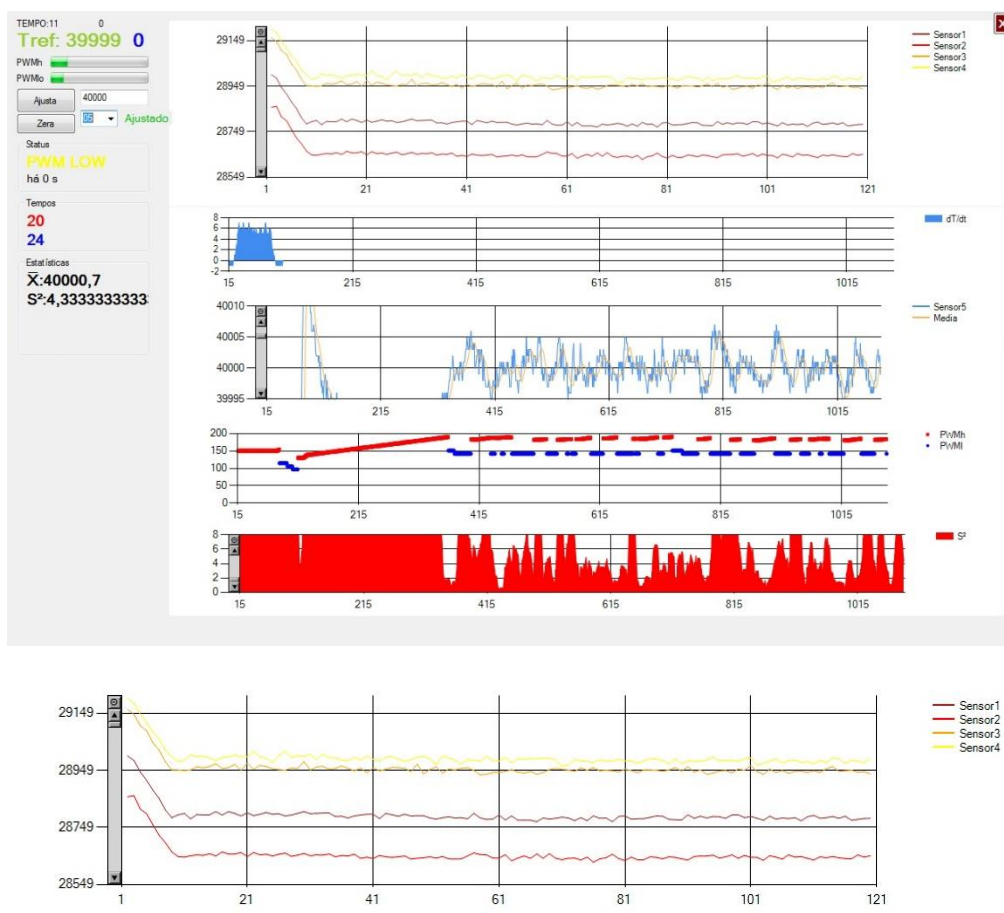 TEMPO:11 0
Tref: 39999 0
PWMh
PWMlo
Ajusta 40000
Zera 05 Ajustado
Status
PWM LOW
há 0 s
Tempos
20
24
Estatísticas
X̅:40000,7
S²:4,3333333333
29149
28949
28749
28549
1 21 41 61 81 101 121
Sensor1
Sensor2
Sensor3
Sensor4
8
6
4
2
0
-2
15 215 415 615 815 1015
dT/dt
40010
40005
40000
39995
15 215 415 615 815 1015
Sensor5
Media
200
150
100
50
0
15 215 415 615 815 1015
PWMh
PWMl
8
6
4
2
0
15 215 415 615 815 1015
S²
29149
28949
28749
28549
1 21 41 61 81 101 121
Sensor1
Sensor2
Sensor3
Sensor4